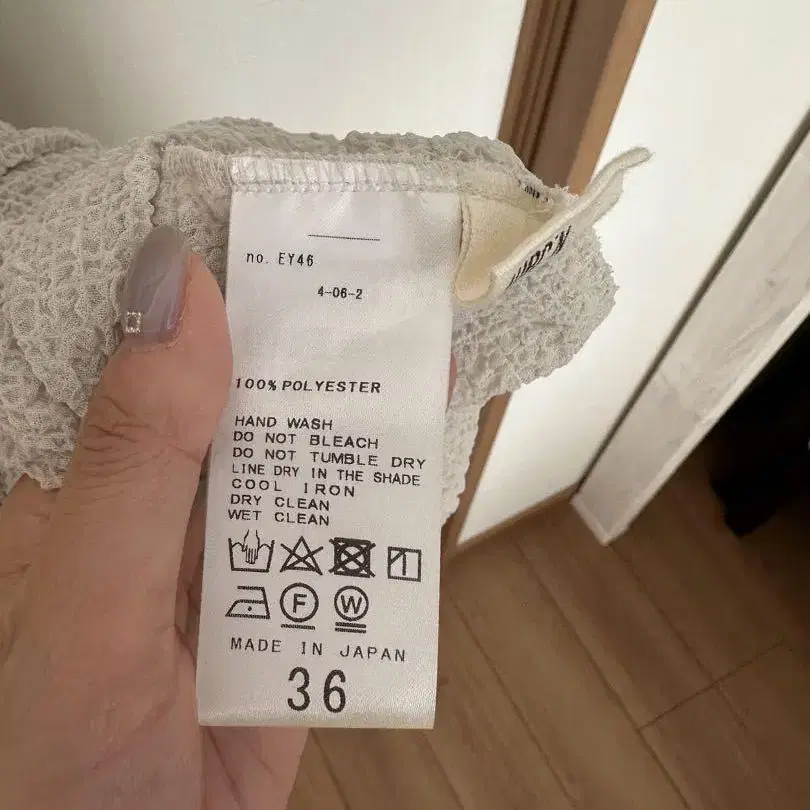 no. EY46
4-06-2
100% POLYESTER
HAND WASH
DO NOT BLEACH
DO NOT TUMBLE DRY
LINE DRY IN THE SHADE
COOL IRON
DRY CLEAN
WET CLEAN
F
W
MADE IN JAPAN
36